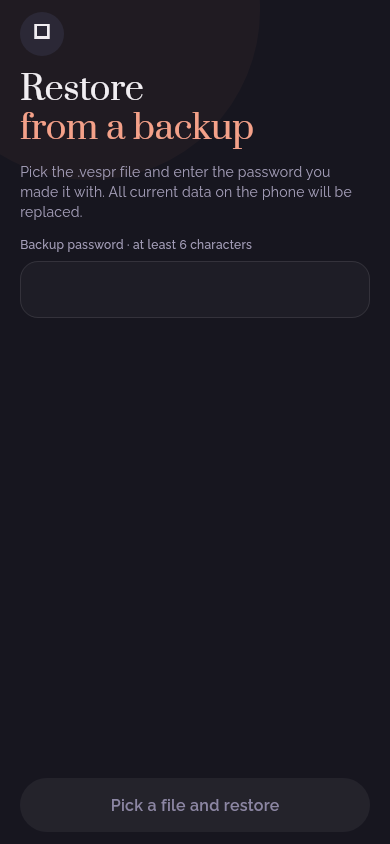 Restore
from a backup
Pick the .vespr file and enter the password you
made it with. All current data on the phone will be
replaced.
Backup password · at least 6 characters
Pick a file and restore